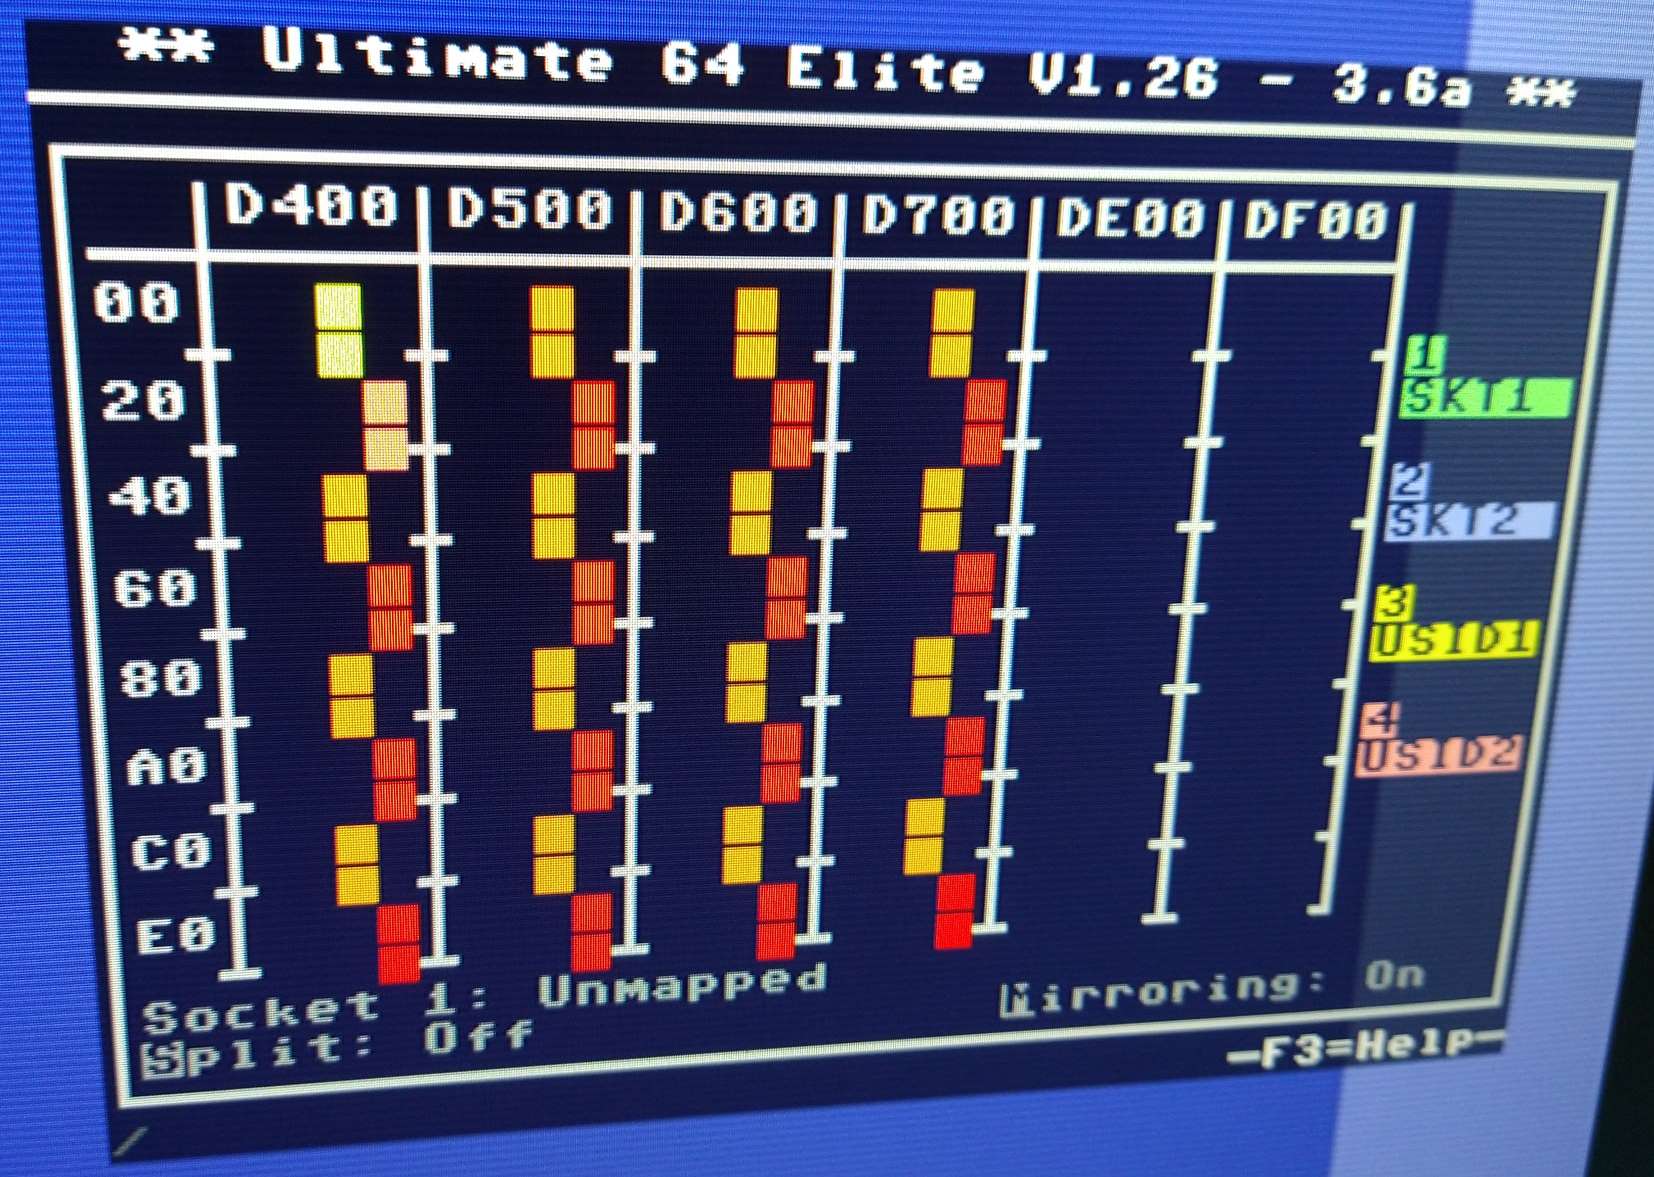 ** Ultimate 64 Elite V1.26 - 3.6a **
D400 D500 D600 D700 DE00 DF00
00
20
40
60
80
A0
C0
E0
1
SKT1
2
SKT2
3
USID1
4
USID2
Socket 1: Unmapped
Mirroring: On
Split: Off
F3=Help